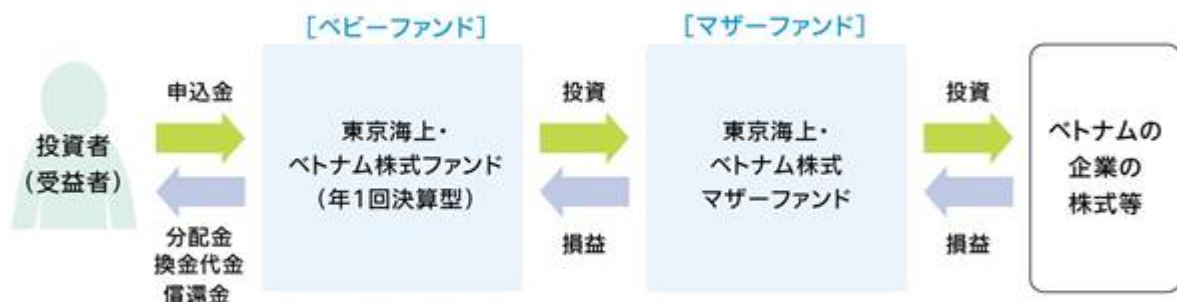 [ベビーファンド]
[マザーファンド]
投資者
（受益者）
申込金
分配金
換金代金
償還金
東京海上・
ベトナム株式ファンド
（年1回決算型）
投資
損益
東京海上・
ベトナム株式
マザーファンド
投資
損益
ベトナムの
企業の
株式等